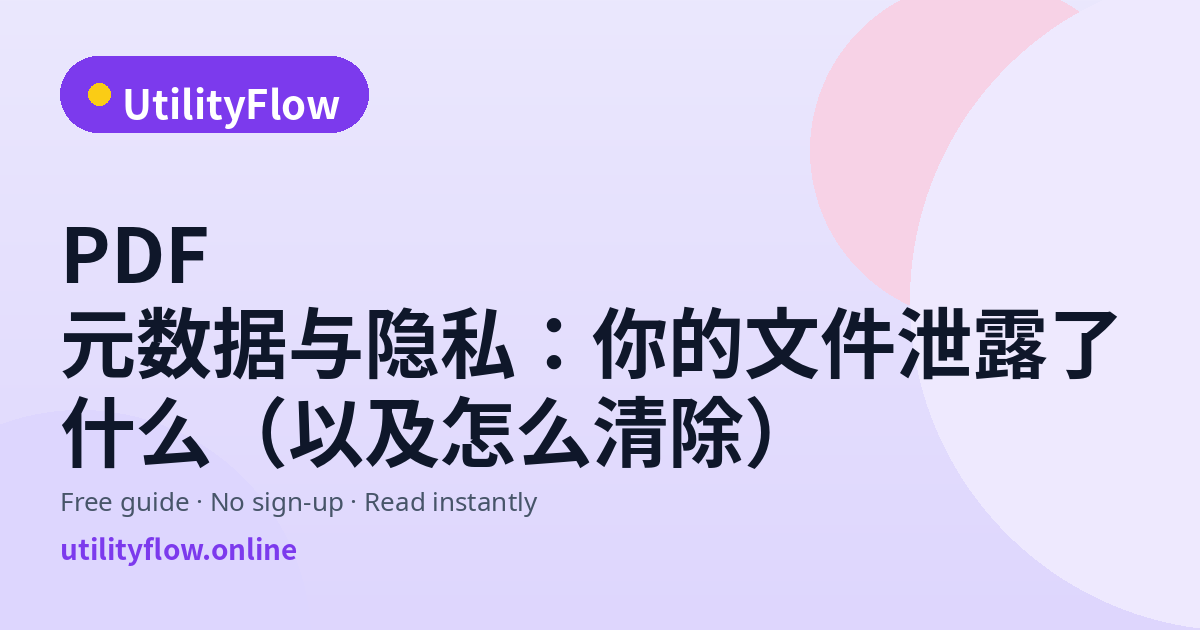 UtilityFlow
PDF
元数据与隐私：你的文件泄露了
什么（以及怎么清除）
Free guide · No sign-up · Read instantly
utilityflow.online